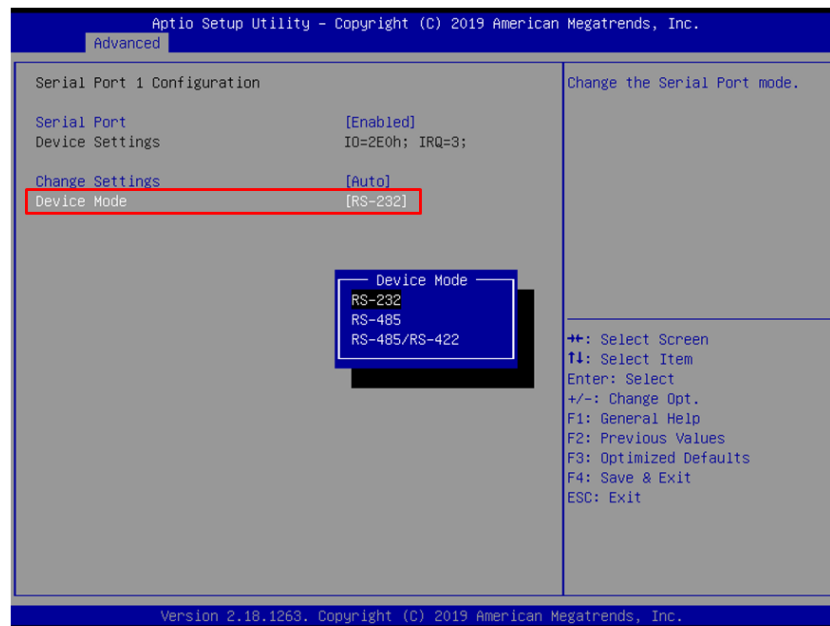 Aptio Setup Utility – Copyright (C) 2019 American Megatrends, Inc.
Advanced
Serial Port 1 Configuration
Serial Port [Enabled]
Device Settings IO=2E0h; IRQ=3;
Change Settings [Auto]
Device Mode [RS-232]
Device Mode
RS-232
RS-485
RS-485/RS-422
Change the Serial Port mode.
→←: Select Screen
↑↓: Select Item
Enter: Select
+/-: Change Opt.
F1: General Help
F2: Previous Values
F3: Optimized Defaults
F4: Save & Exit
ESC: Exit
Version 2.18.1263. Copyright (C) 2019 American Megatrends, Inc.